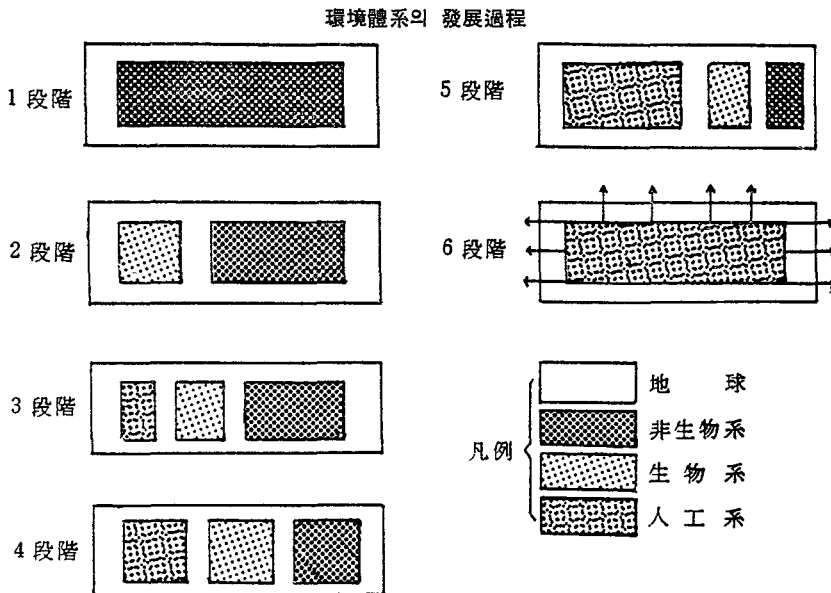 環境體系의 發展過程
1 段階
2 段階
3 段階
4 段階
5 段階
6 段階
凡例
地 球
非生物系
生物系
人工系